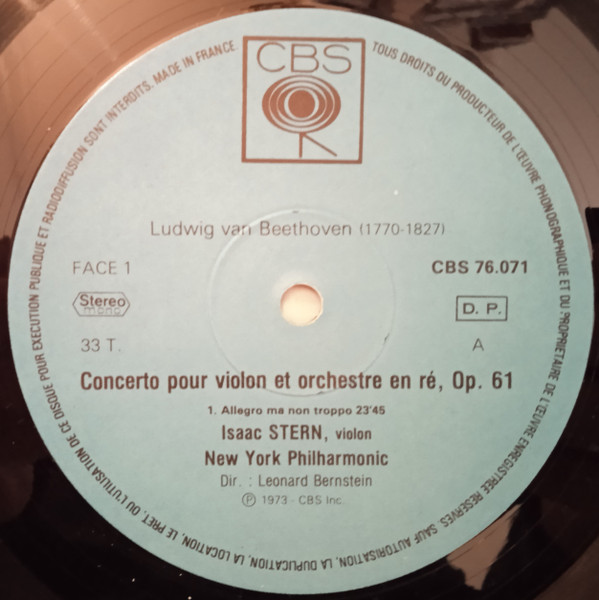 CBS
TOUS DROITS DU PRODUCTEUR DE L'ŒUVRE PHONOGRAPHIQUE ET DU PROPRIETAIRE DE L'ŒUVRE ENREGISTREE RESERVES. SAUF AUTORISATION, LA DUPLICATION, LA LOCATION, LE PRET, OU L'UTILISATION DE CE DISQUE POUR EXECUTION PUBLIQUE ET RADIODIFFUSION SONT INTERDITS. MADE IN FRANCE
Ludwig van Beethoven (1770-1827)
FACE 1
CBS 76.071
Stereo
mono
D. P.
33 T.
A
Concerto pour violon et orchestre en ré, Op. 61
1. Allegro ma non troppo 23'45
Isaac STERN, violon
New York Philharmonic
Dir. : Leonard Bernstein
Ⓟ 1973 - CBS Inc.